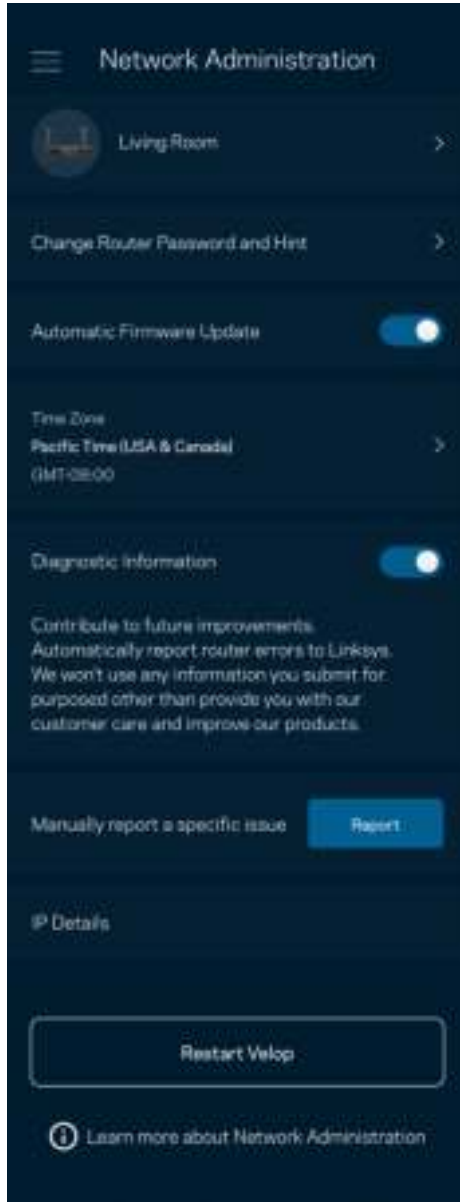 Network Administration
Living Room
Change Router Password and Hint
Automatic Firmware Update
Time Zone
Pacific Time (USA & Canada)
GMT-08:00
Diagnostic Information
Contribute to future improvements.
Automatically report router errors to Linksys.
We won't use any information you submit for
purposed other than provide you with our
customer care and improve our products.
Manually report a specific issue
Report
IP Details
Restart Velop
Learn more about Network Administration